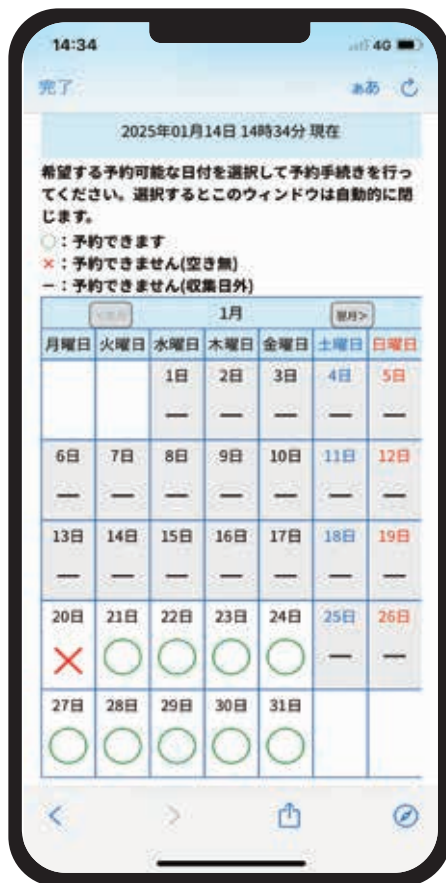 14:34
4G
完了
ああ
2025年01月14日 14時34分 現在
希望する予約可能な日付を選択して予約手続きを行っ
てください。選択するとこのウィンドウは自動的に閉
じます。
○：予約できます
×：予約できません(空き無)
－：予約できません(収集日外)
1月
翌月>
月曜日 火曜日 水曜日 木曜日 金曜日 土曜日 日曜日
1日 2日 3日 4日 5日
－ － － － －
6日 7日 8日 9日 10日 11日 12日
－ － － － － － －
13日 14日 15日 16日 17日 18日 19日
－ － － － － － －
20日 21日 22日 23日 24日 25日 26日
× ○ ○ ○ ○ － －
27日 28日 29日 30日 31日
○ ○ ○ ○ ○